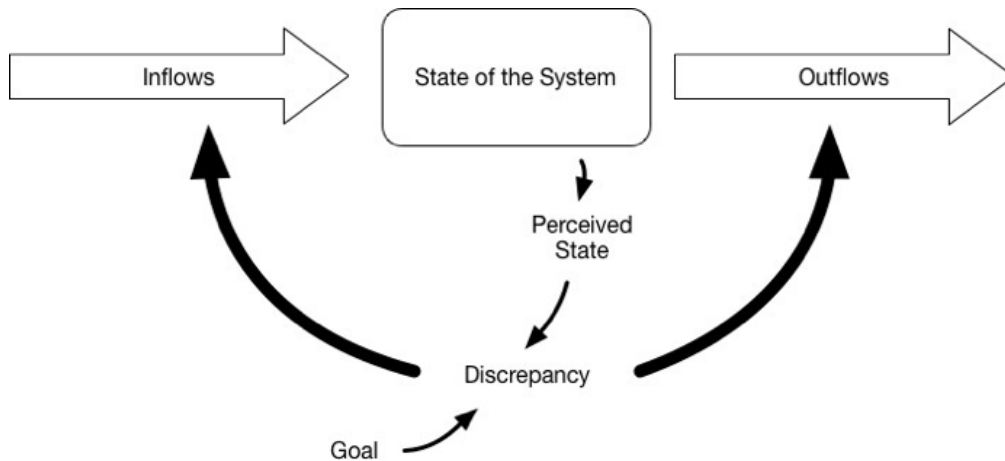 Inflows
State of the System
Outflows
Perceived
State
Discrepancy
Goal